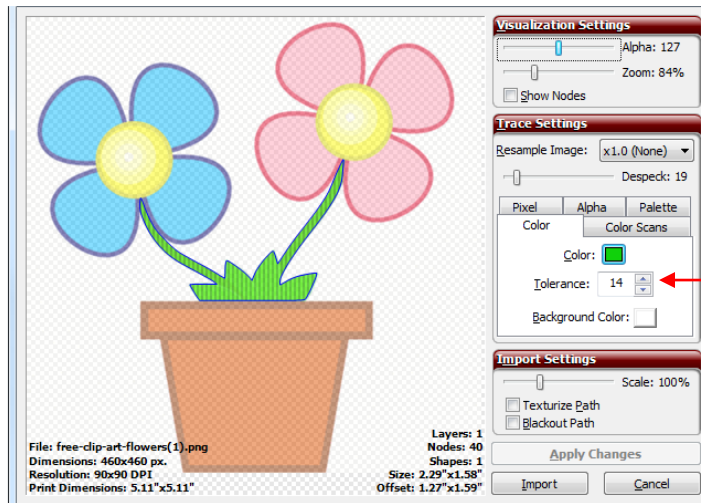 Visualization Settings
Alpha: 127
Zoom: 84%
Show Nodes
Trace Settings
Resample Image: x1.0 (None)
Despeck: 19
Pixel Alpha Palette
Color Color Scans
Color:
Tolerance: 14
Background Color:
Import Settings
Scale: 100%
Texturize Path
Blackout Path
Apply Changes
Import Cancel
File: free-clip-art-flowers(1).png
Dimensions: 460x460 px.
Resolution: 90x90 DPI
Print Dimensions: 5.11"x5.11"
Layers: 1
Nodes: 40
Shapes: 1
Size: 2.29"x1.58"
Offset: 1.27"x1.59"